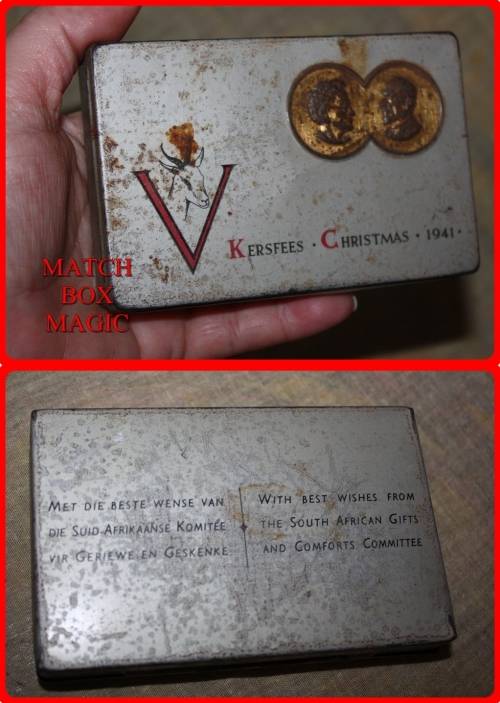 V
KERSFEES · CHRISTMAS · 1941 ·
MATCH
BOX
MAGIC
MET DIE BESTE WENSE VAN
DIE SUID-AFRIKAANSE KOMITEE
VIR GERIEWE EN GESKENKE
WITH BEST WISHES FROM
THE SOUTH AFRICAN GIFTS
AND COMFORTS COMMITTEE